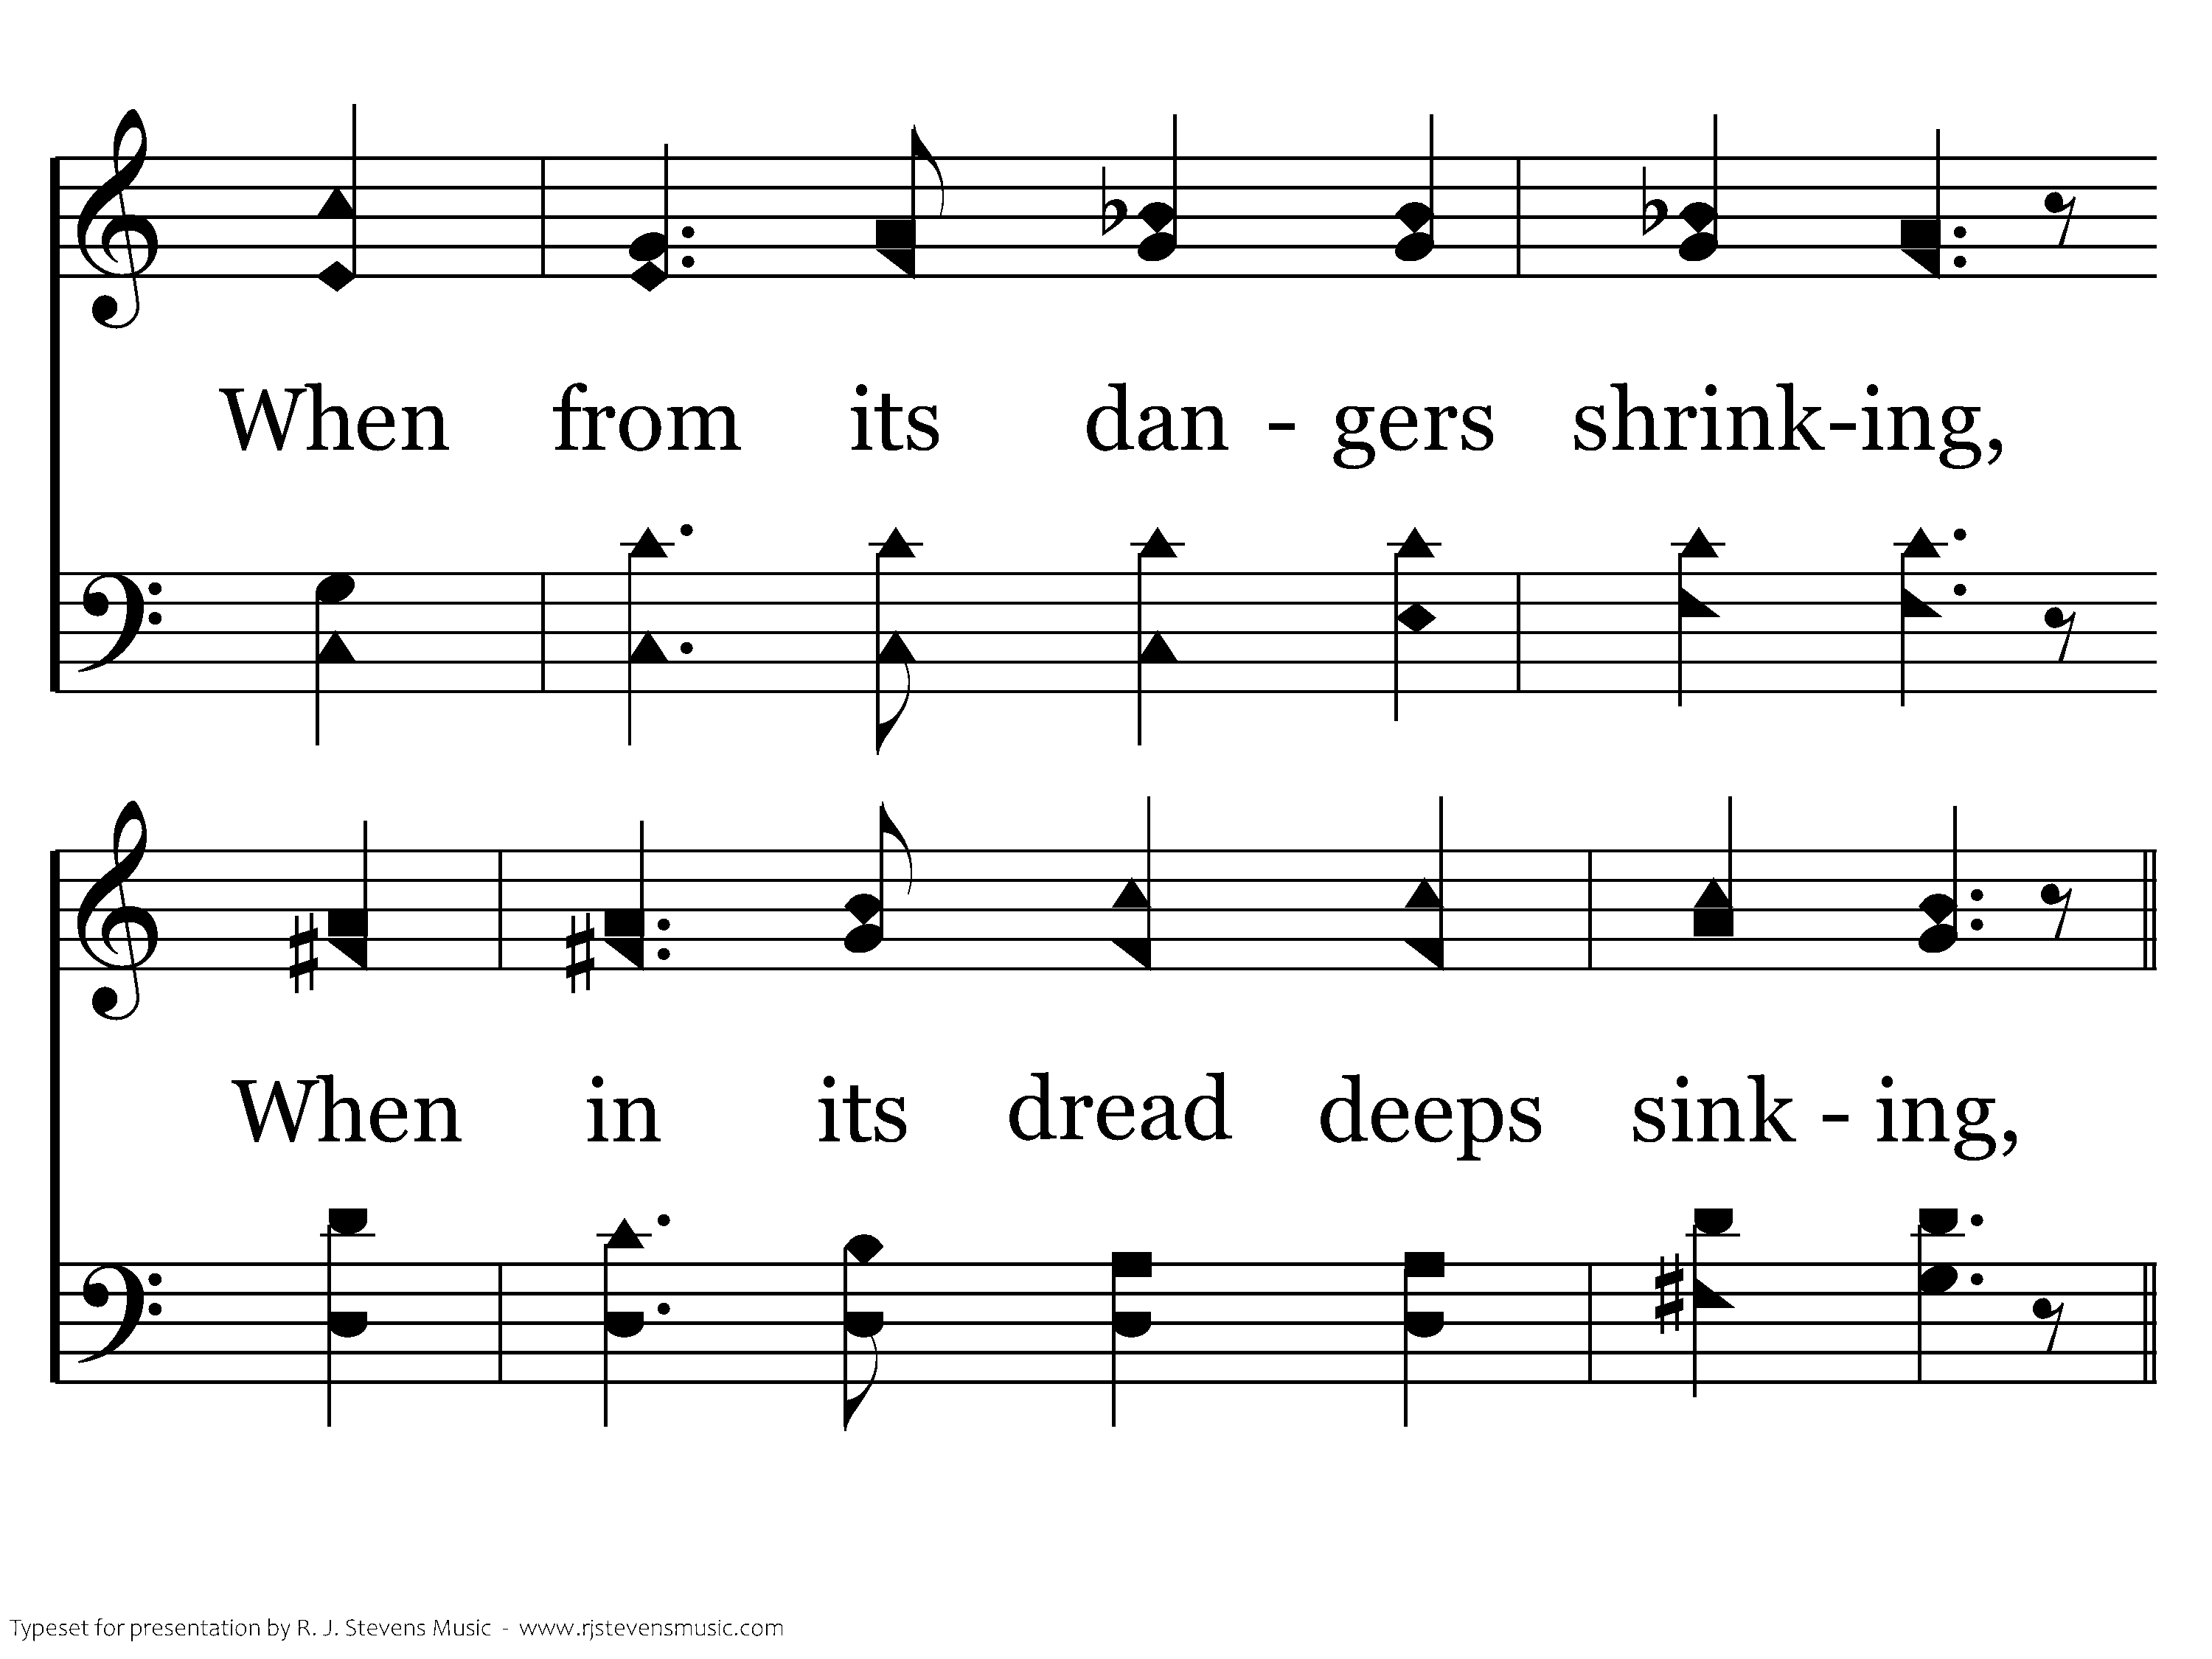 When from its dan - gers shrink-ing,
When in its dread deeps sink - ing,
Typeset for presentation by R. J. Stevens Music - www.rjstevensmusic.com